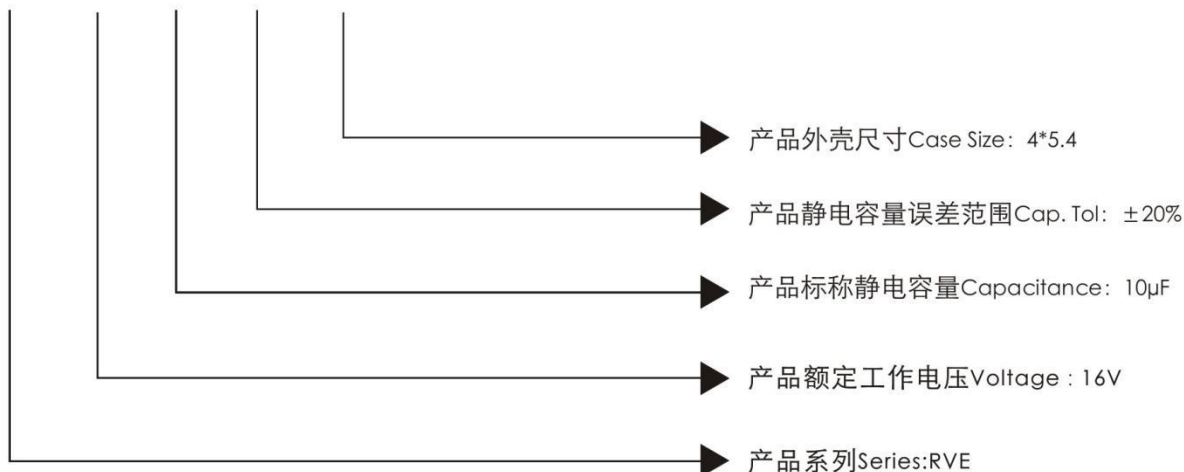 产品外壳尺寸Case Size: 4*5.4
产品静电容量误差范围Cap. Tol: ±20%
产品标称静电容量Capacitance: 10μF
产品额定工作电压Voltage : 16V
产品系列Series:RVE